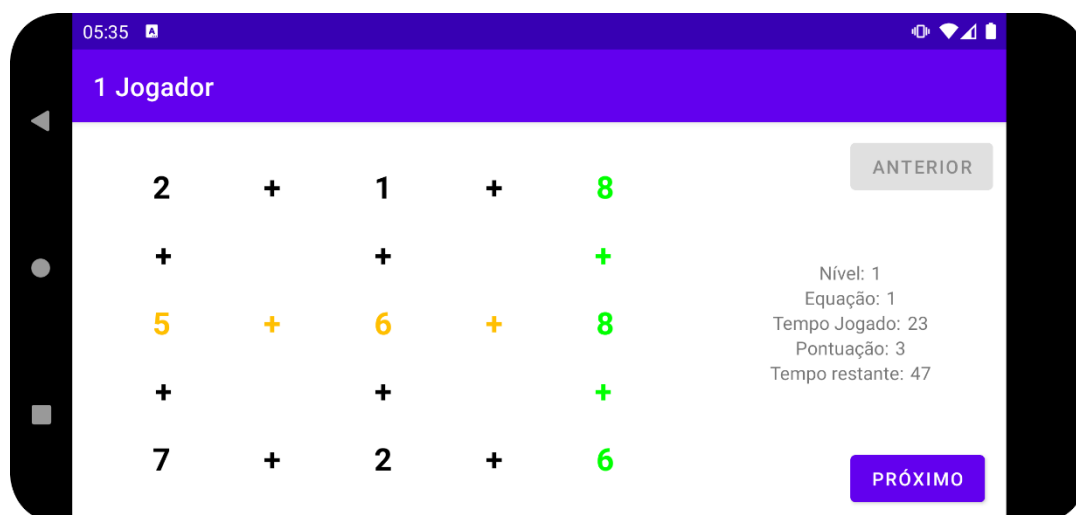 05:35
1 Jogador
ANTERIOR
2 + 1 + 8
+ + +
5 + 6 + 8
+ + +
7 + 2 + 6
Nível: 1
Equação: 1
Tempo Jogado: 23
Pontuação: 3
Tempo restante: 47
PRÓXIMO